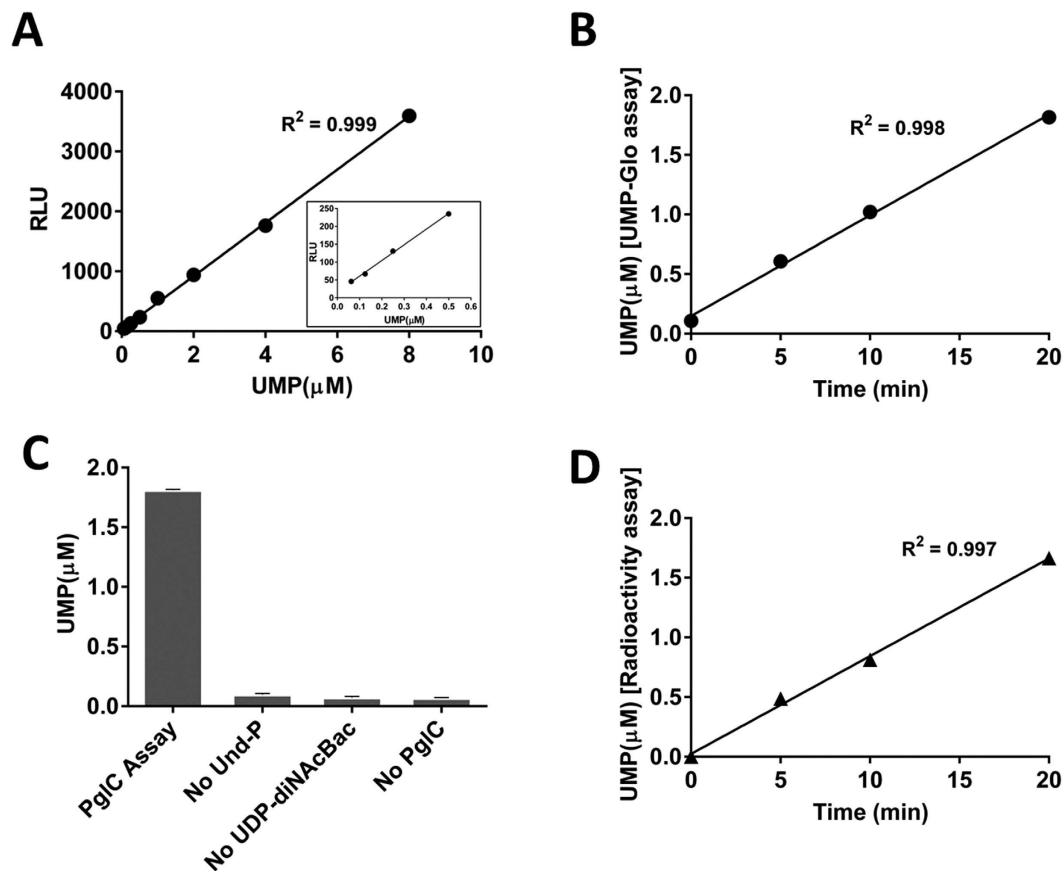 A
RLU
4000
3000
2000
1000
0
R² = 0.999
0 2 4 6 8 10
UMP(μM)
RLU
250
200
150
100
50
0
0.0 0.1 0.2 0.3 0.4 0.5 0.6
UMP(μM)
B
UMP(μM) [UMP-Glo assay]
2.0
1.5
1.0
0.5
0.0
R² = 0.998
0 5 10 15 20
Time (min)
C
UMP(μM)
2.0
1.5
1.0
0.5
0.0
PglC Assay
No Und-P
No UDP-diNAcBac
No PglC
D
UMP(μM) [Radioactivity assay]
2.0
1.5
1.0
0.5
0.0
R² = 0.997
0 5 10 15 20
Time (min)